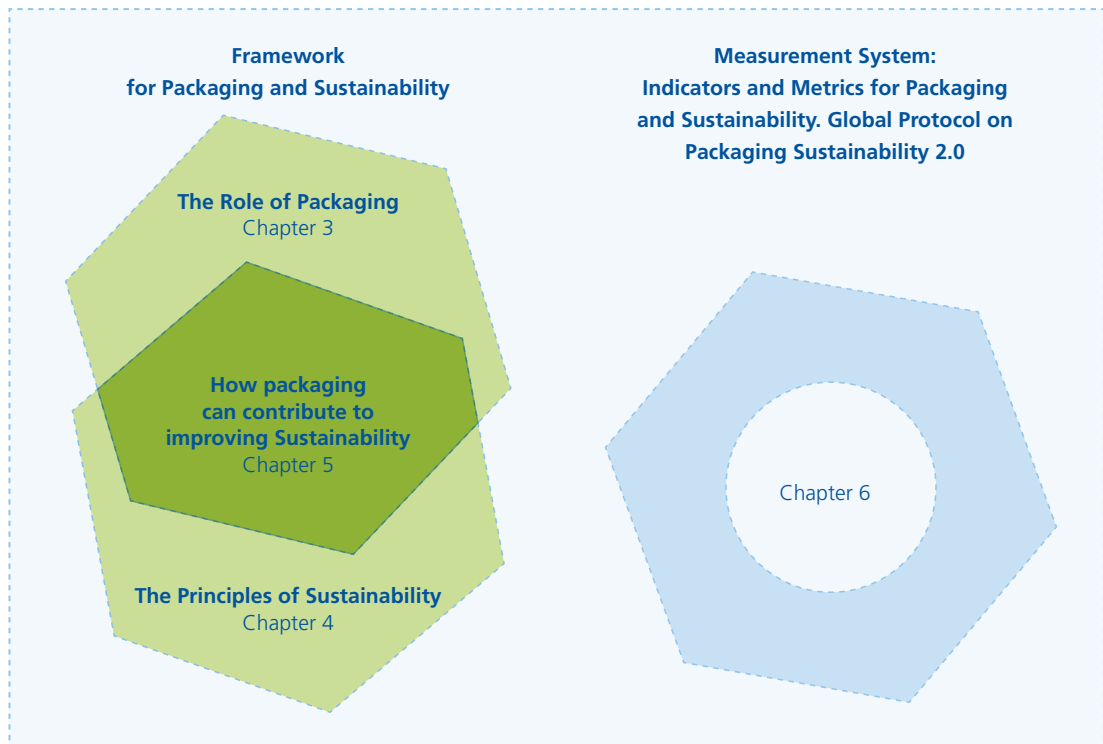 Framework
for Packaging and Sustainability
The Role of Packaging
Chapter 3
How packaging
can contribute to
improving Sustainability
Chapter 5
The Principles of Sustainability
Chapter 4
Measurement System:
Indicators and Metrics for Packaging
and Sustainability. Global Protocol on
Packaging Sustainability 2.0
Chapter 6